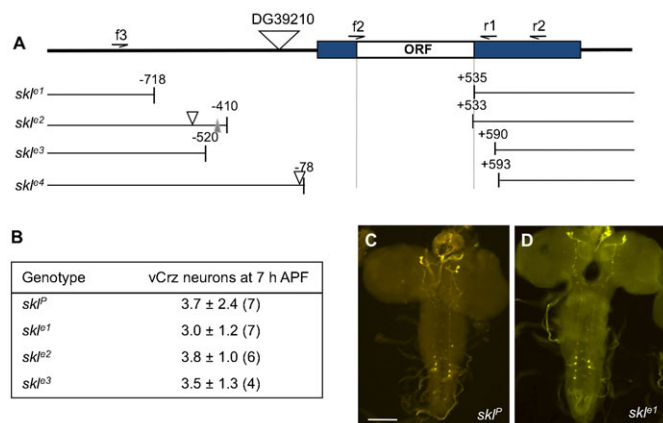 DG39210
A
f3
f2
r1
r2
ORF
skl^e1
-718
+535
skl^e2
-410
+533
skl^e3
-520
+590
skl^e4
-78
+593
B
Genotype
vCrz neurons at 7 h APF
skl^P
3.7 ± 2.4 (7)
skl^e1
3.0 ± 1.2 (7)
skl^e2
3.8 ± 1.0 (6)
skl^e3
3.5 ± 1.3 (4)
C
skl^P
D
skl^e1